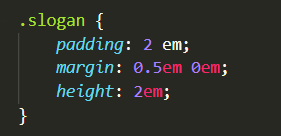 .slogan {
padding: 2 em;
margin: 0.5em 0em;
height: 2em;
}